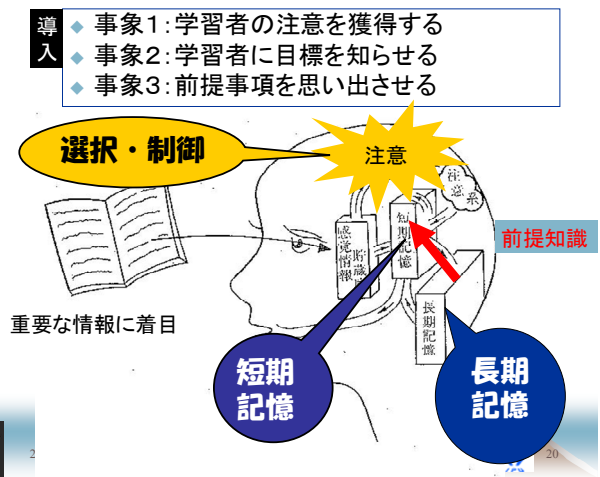 導入
◆ 事象1：学習者の注意を獲得する
◆ 事象2：学習者に目標を知らせる
◆ 事象3：前提事項を思い出させる
選択・制御
注意
注意系
短期記憶
感覚情報
貯蔵
前提知識
長期記憶
重要な情報に着目
短期
記憶
長期
記憶
2
20